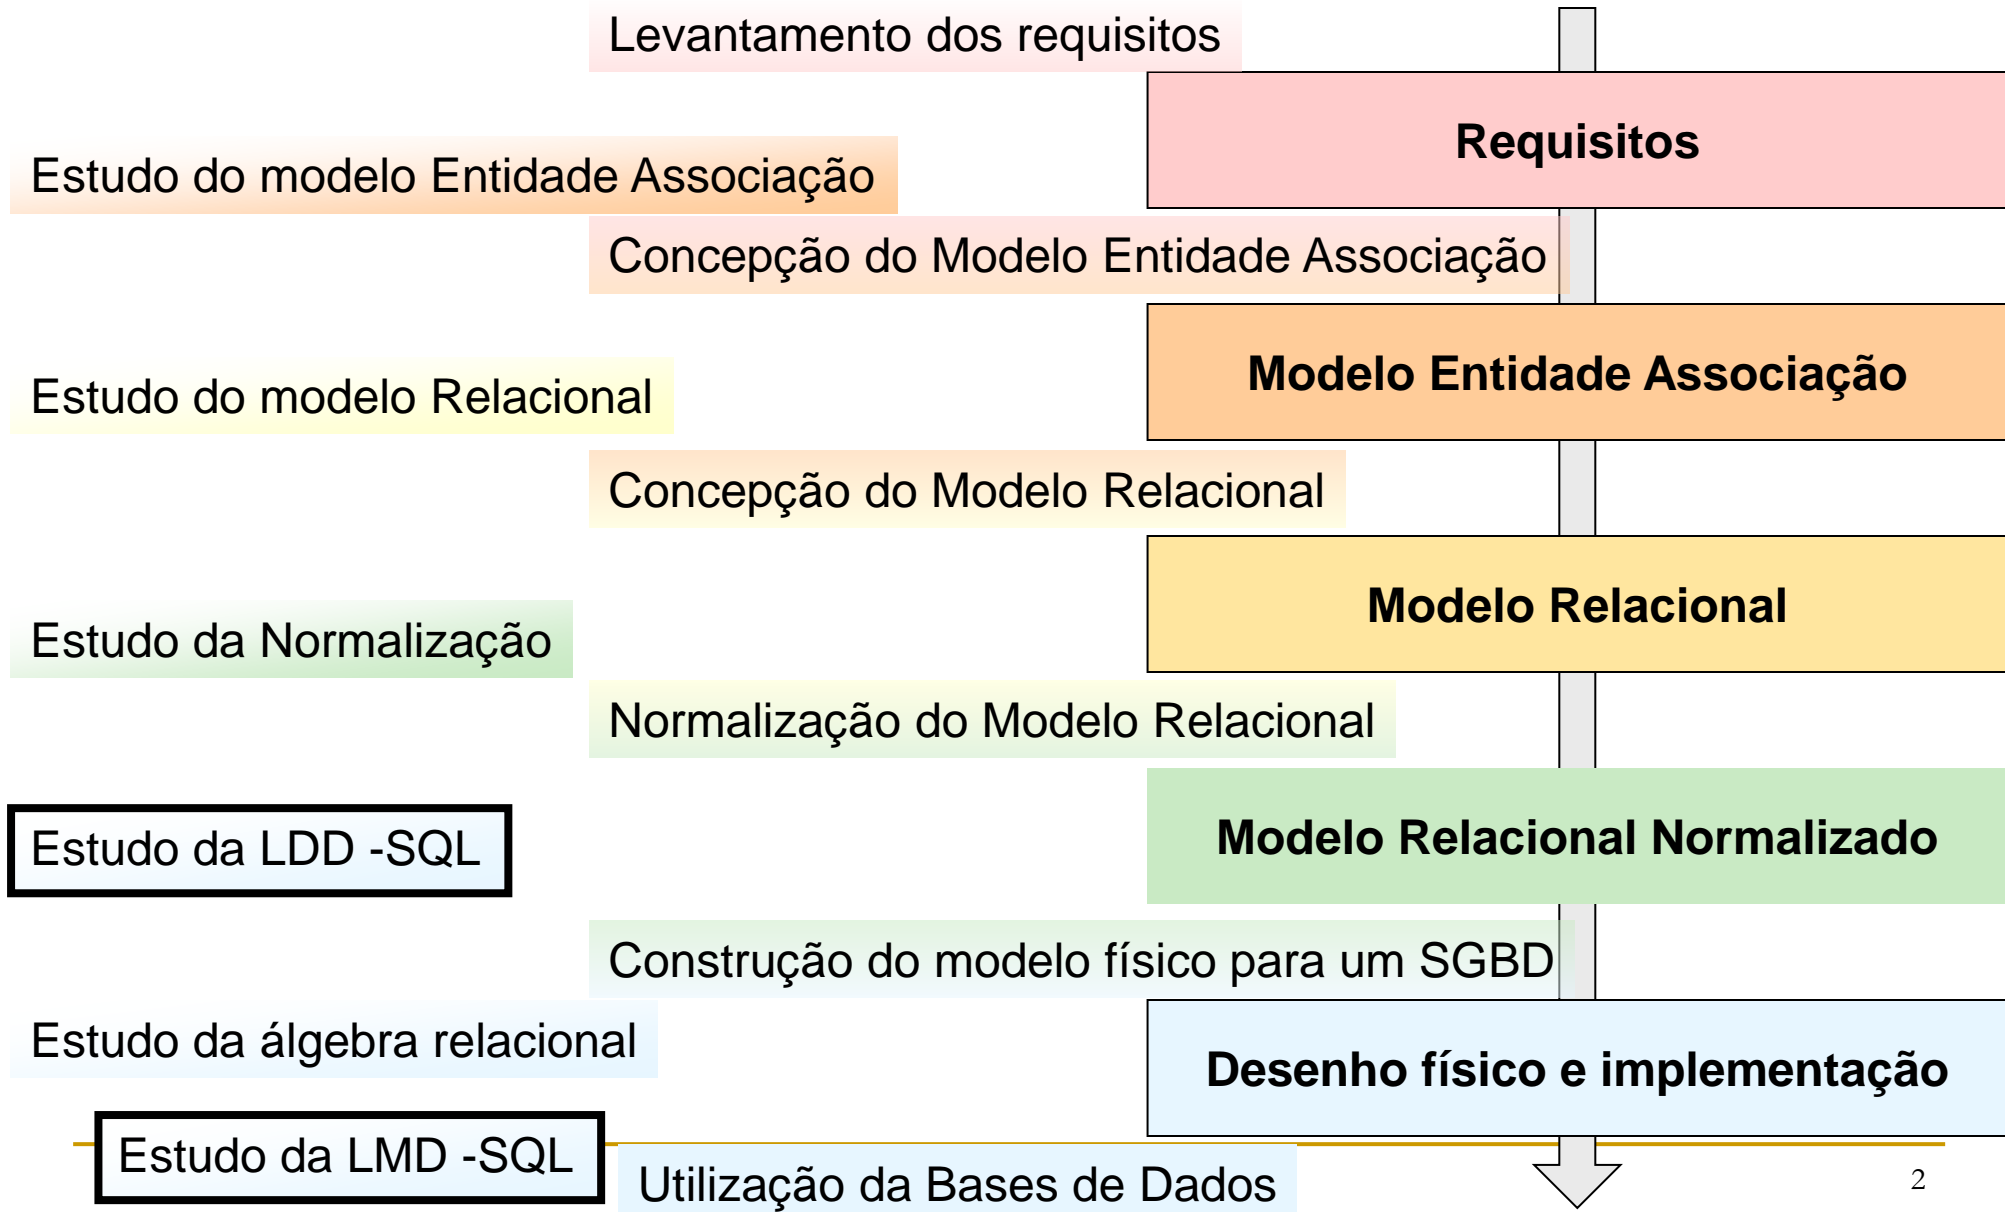 Levantamento dos requisitos
Requisitos
Estudo do modelo Entidade Associação
Concepção do Modelo Entidade Associação
Modelo Entidade Associação
Estudo do modelo Relacional
Concepção do Modelo Relacional
Modelo Relacional
Estudo da Normalização
Normalização do Modelo Relacional
Modelo Relacional Normalizado
Estudo da LDD -SQL
Construção do modelo físico para um SGBD
Estudo da álgebra relacional
Desenho físico e implementação
Estudo da LMD -SQL
Utilização da Bases de Dados
2